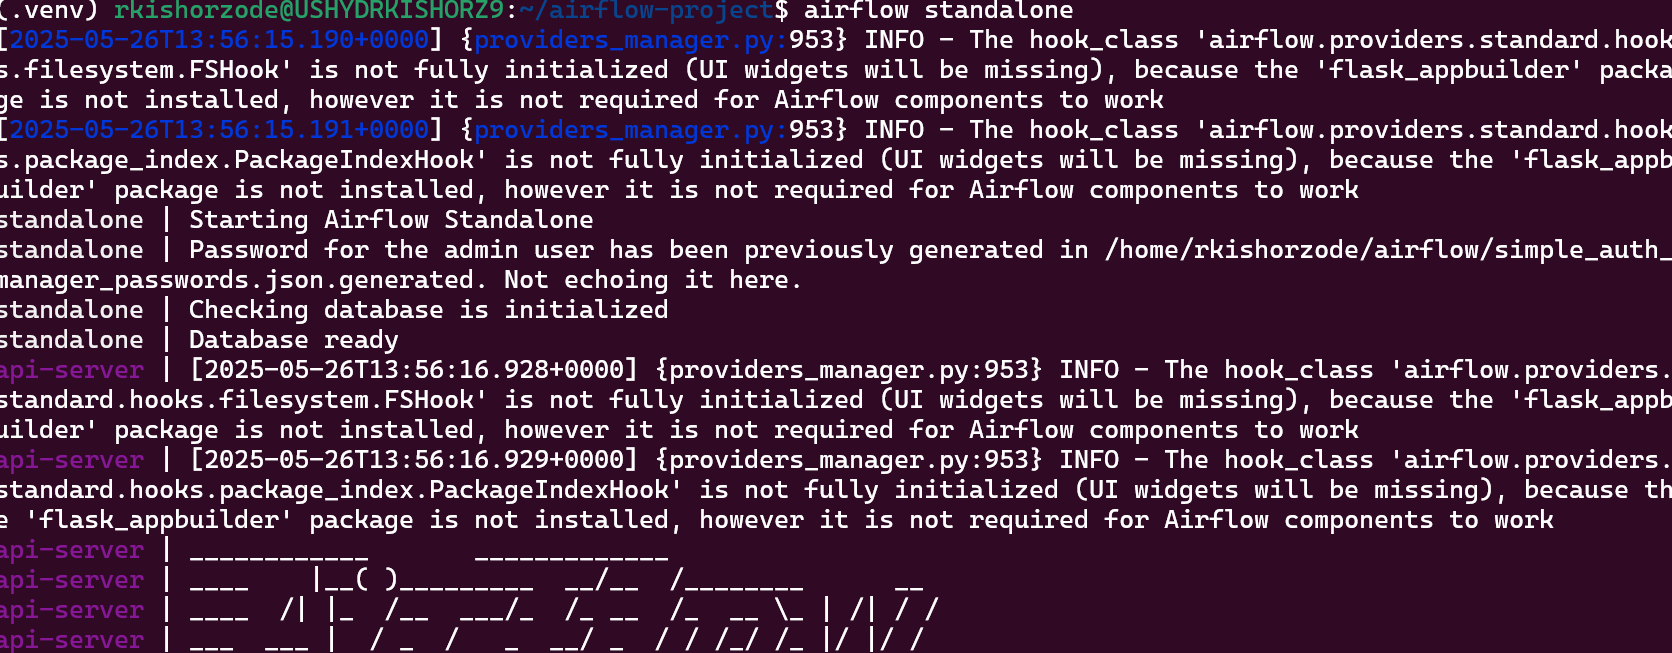 (.venv) rkishorzode@USHYDRKISHORZ9:~/airflow-project$ airflow standalone
[2025-05-26T13:56:15.190+0000] {providers_manager.py:953} INFO - The hook_class 'airflow.providers.standard.hook
s.filesystem.FSHook' is not fully initialized (UI widgets will be missing), because the 'flask_appbuilder' packa
ge is not installed, however it is not required for Airflow components to work
[2025-05-26T13:56:15.191+0000] {providers_manager.py:953} INFO - The hook_class 'airflow.providers.standard.hook
s.package_index.PackageIndexHook' is not fully initialized (UI widgets will be missing), because the 'flask_appb
uilder' package is not installed, however it is not required for Airflow components to work
standalone | Starting Airflow Standalone
standalone | Password for the admin user has been previously generated in /home/rkishorzode/airflow/simple_auth_
manager_passwords.json.generated. Not echoing it here.
standalone | Checking database is initialized
standalone | Database ready
api-server | [2025-05-26T13:56:16.928+0000] {providers_manager.py:953} INFO - The hook_class 'airflow.providers.
standard.hooks.filesystem.FSHook' is not fully initialized (UI widgets will be missing), because the 'flask_appb
uilder' package is not installed, however it is not required for Airflow components to work
api-server | [2025-05-26T13:56:16.929+0000] {providers_manager.py:953} INFO - The hook_class 'airflow.providers.
standard.hooks.package_index.PackageIndexHook' is not fully initialized (UI widgets will be missing), because th
e 'flask_appbuilder' package is not installed, however it is not required for Airflow components to work
api-server | ____________       _____________
api-server | ____    |__( )_________  __/__  /________      __
api-server | ____  /| |_  /__  ___/_  /_ __  /_  __ \_ | /| / /
api-server | ___  ___ |  / _  /   _  __/ _  / / /_/ /_ |/ |/ /